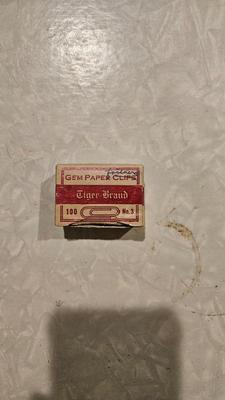 GEM PAPER CLIPS
Tiger Brand
100 No. 3